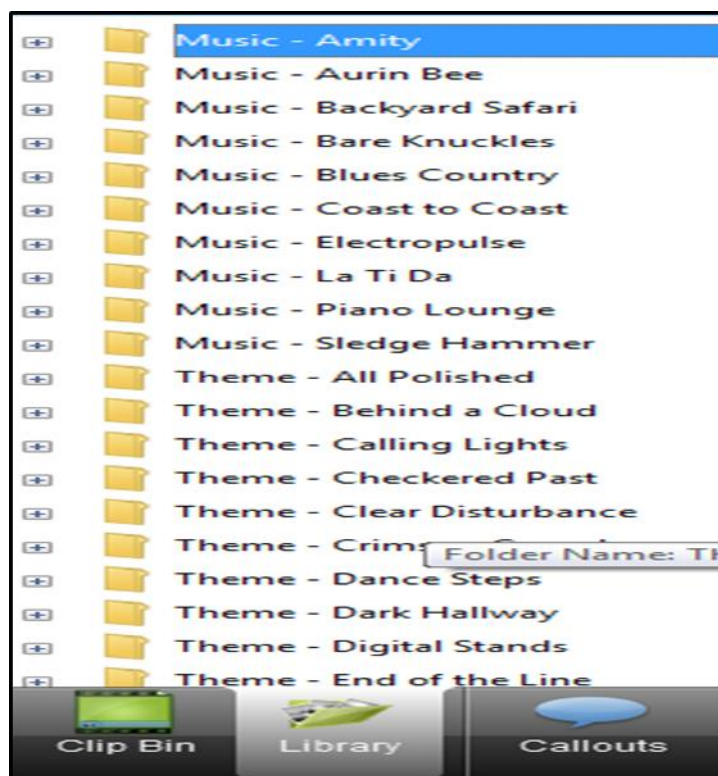 Music - Amity
Music - Aurin Bee
Music - Backyard Safari
Music - Bare Knuckles
Music - Blues Country
Music - Coast to Coast
Music - Electropulse
Music - La Ti Da
Music - Piano Lounge
Music - Sledge Hammer
Theme - All Polished
Theme - Behind a Cloud
Theme - Calling Lights
Theme - Checkered Past
Theme - Clear Disturbance
Theme -
Folder Name:
Theme - Dance Steps
Theme - Dark Hallway
Theme - Digital Stands
Theme - End of the Line
Clip Bin Library Callouts